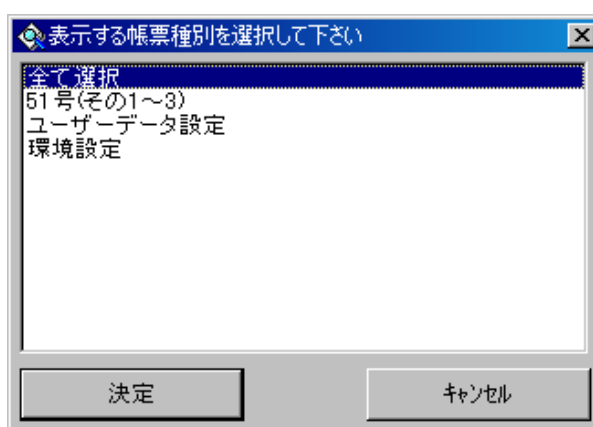 表示する帳票種別を選択して下さい
全て選択
51号(その1～3)
ユーザーデータ設定
環境設定
決定
ｷｬﾝｾﾙ